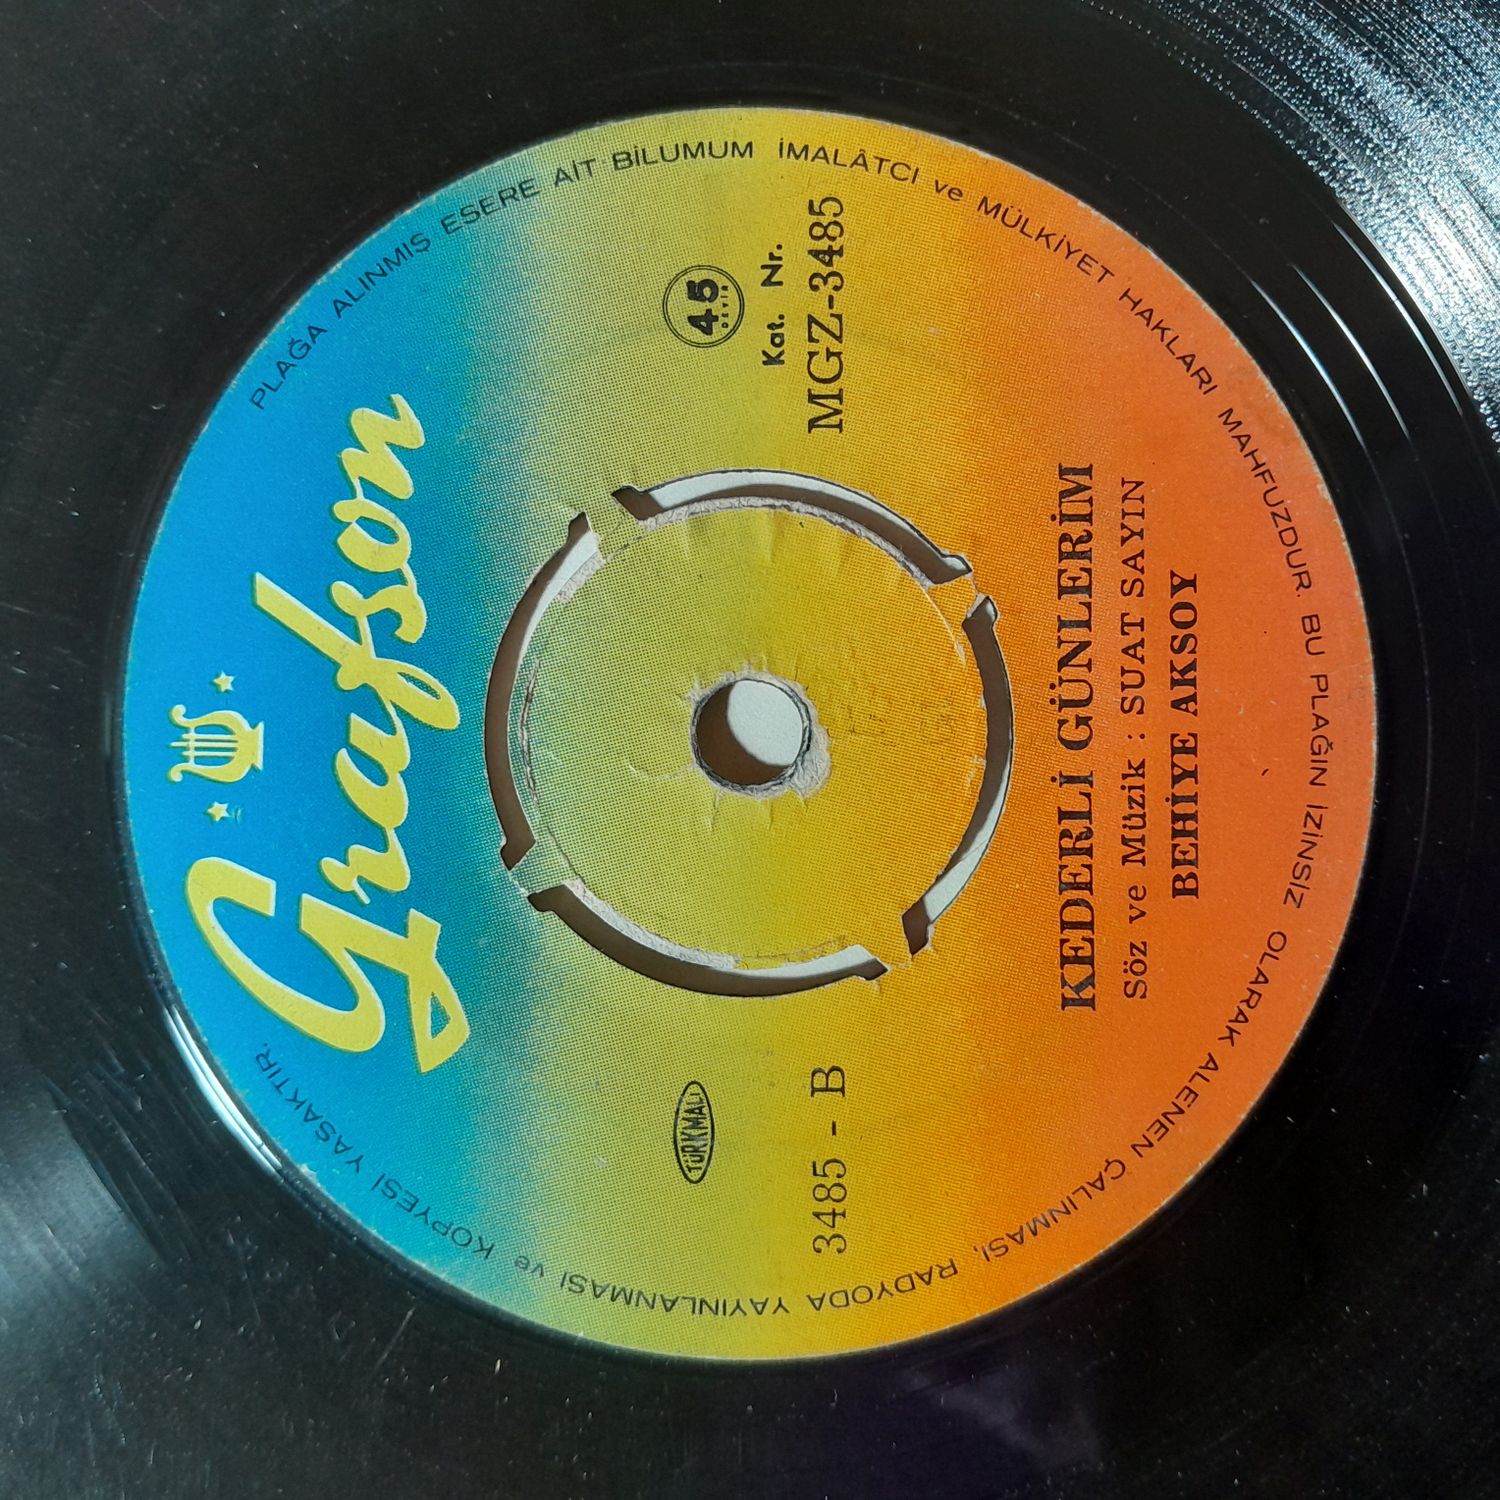 Grafson
45
DEVİR
Kat. Nr.
MGZ-3485
TÜRKMALI
3485 - B
KEDERLİ GÜNLERİM
Söz ve Müzik : SUAT SAYIN
BEHİYE AKSOY
PLAĞA ALINMIŞ ESERE AİT BİLUMUM İMALÂTCI ve MÜLKİYET HAKLARI MAHFUZDUR. BU PLAĞIN İZİNSİZ OLARAK ALENEN ÇALINMASI, RADYODA YAYINLANMASI ve KOPYESİ YASAKTIR.